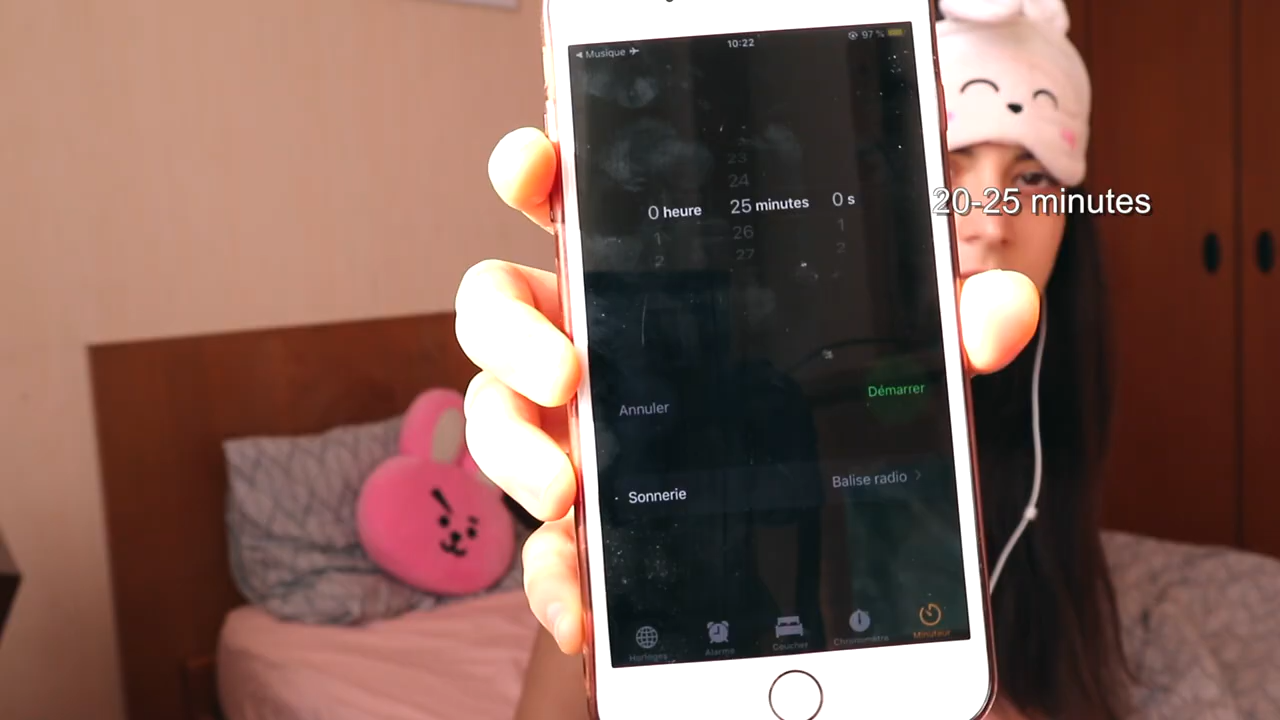 Musique
10:22
97 %
23
24
0 heure
25 minutes
0 s
1
26
1
2
27
2
20-25 minutes
Démarrer
Annuler
Balise radio
Sonnerie
Horloges
Alarme
Coucher
Chronomètre
Minuteur